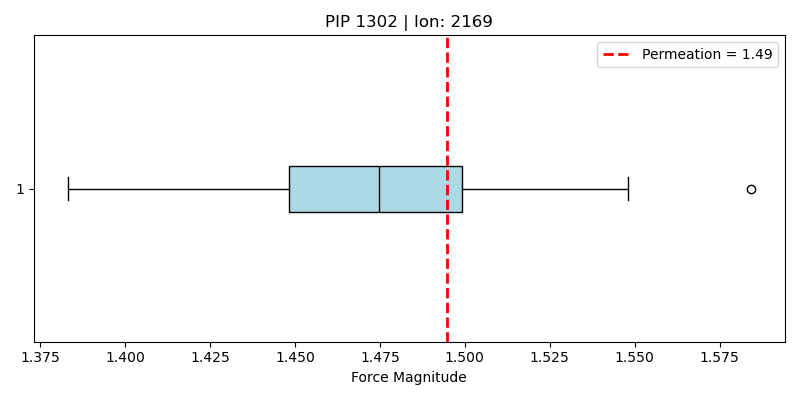 PIP 1302 | Ion: 2169
Permeation = 1.49
1
1.375 1.400 1.425 1.450 1.475 1.500 1.525 1.550 1.575
Force Magnitude